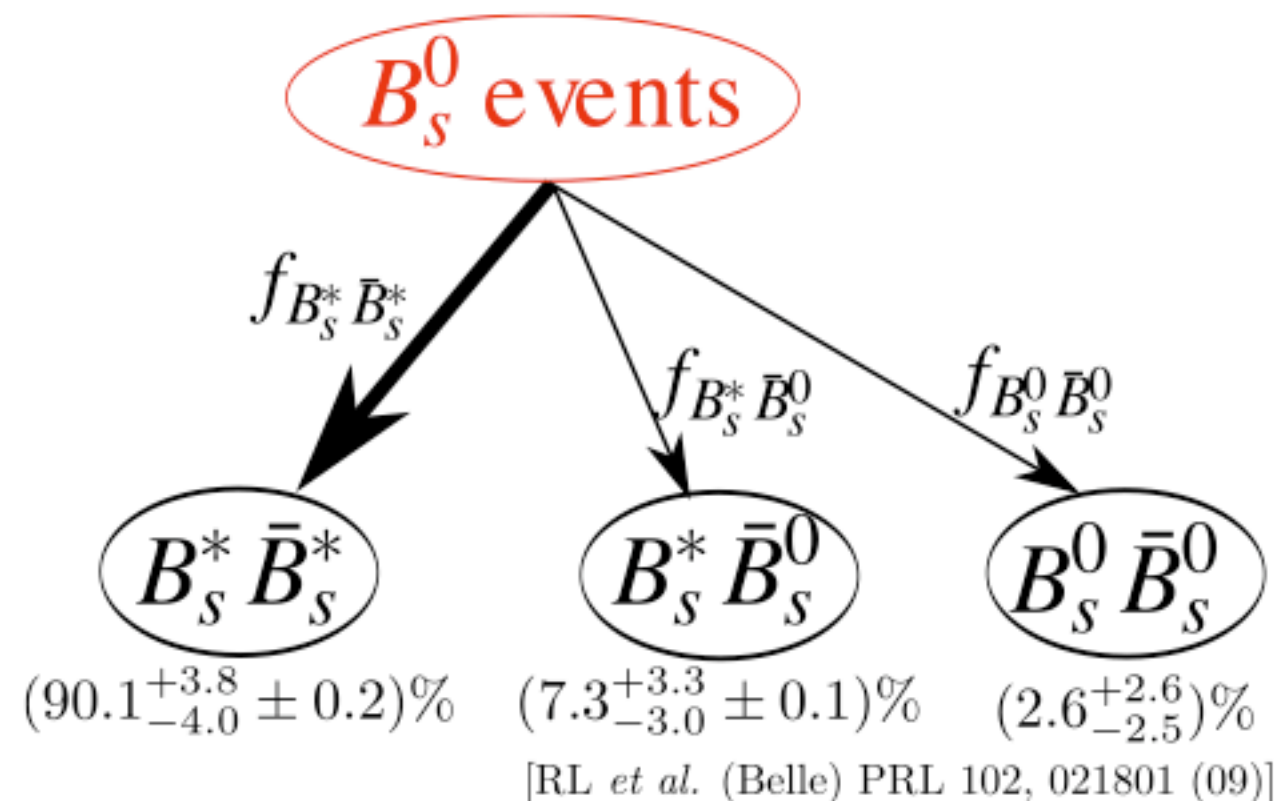 B_s^0 events
f_{B_s^* \bar{B}_s^*}
f_{B_s^* \bar{B}_s^0}
f_{B_s^0 \bar{B}_s^0}
B_s^* \bar{B}_s^*
B_s^* \bar{B}_s^0
B_s^0 \bar{B}_s^0
(90.1^{+3.8}_{-4.0} ± 0.2)%
(7.3^{+3.3}_{-3.0} ± 0.1)%
(2.6^{+2.6}_{-2.5})%
[RL et al. (Belle) PRL 102, 021801 (09)]